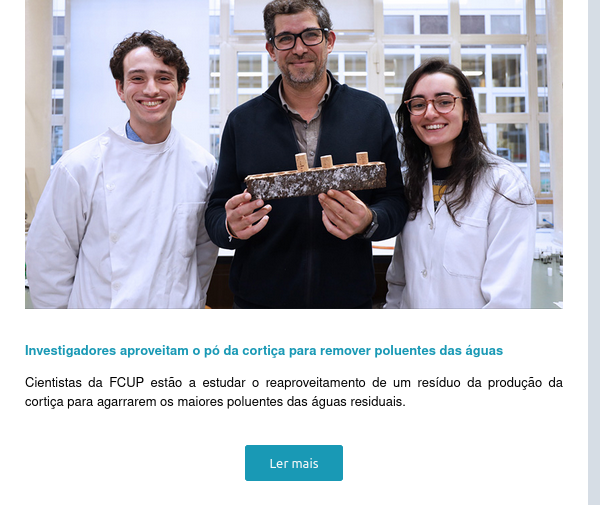 Investigadores aproveitam o pó da cortiça para remover poluentes das águas
Cientistas da FCUP estão a estudar o reaproveitamento de um resíduo da produção da
cortiça para agarrarem os maiores poluentes das águas residuais.
Ler mais